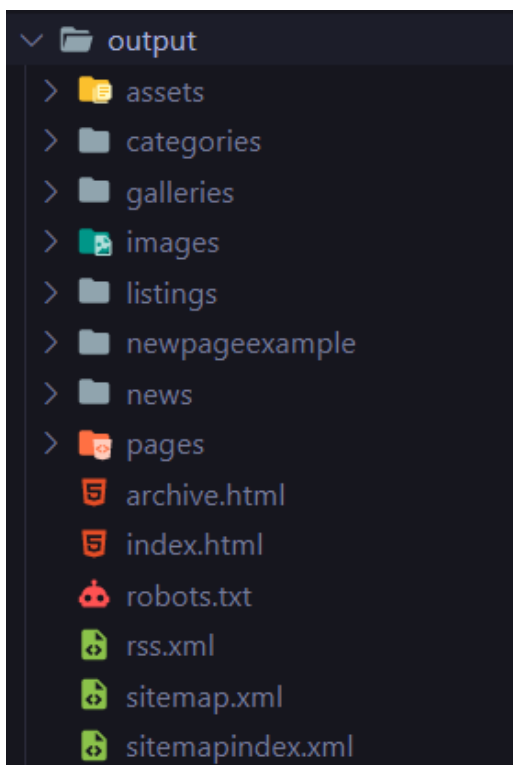 output
assets
categories
galleries
images
listings
newpageexample
news
pages
archive.html
index.html
robots.txt
rss.xml
sitemap.xml
sitemapindex.xml